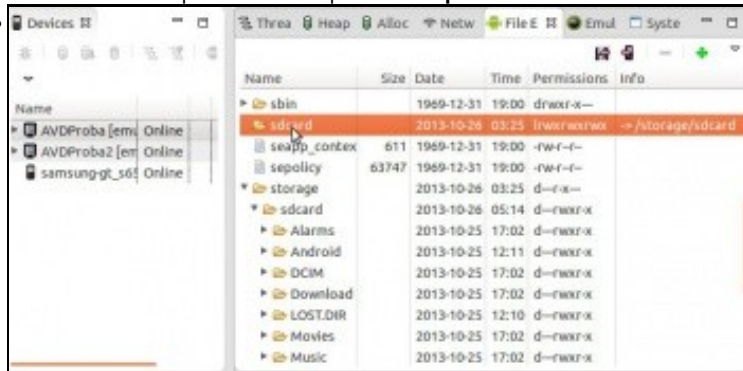 Devices
Threa Heap Alloc Netw File E Emul Syste
Name Size Date Time Permissions Info
Name
AVDProba [emu Online
AVDProba2 [em Online
samsung-gt_s65 Online
sbin 1969-12-31 19:00 drwxr-x---
sdcard 2013-10-26 03:25 lrwxrwxrwx -> /storage/sdcard
seapp_contex 611 1969-12-31 19:00 -rw-r--r--
sepolicy 63747 1969-12-31 19:00 -rw-r--r--
storage 2013-10-26 03:25 d---r-x---
sdcard 2013-10-26 05:14 d---rwxr-x
Alarms 2013-10-25 17:02 d---rwxr-x
Android 2013-10-25 12:11 d---rwxr-x
DCIM 2013-10-25 17:02 d---rwxr-x
Download 2013-10-25 17:02 d---rwxr-x
LOST.DIR 2013-10-25 12:10 d---rwxr-x
Movies 2013-10-25 17:02 d---rwxr-x
Music 2013-10-25 17:02 d---rwxr-x